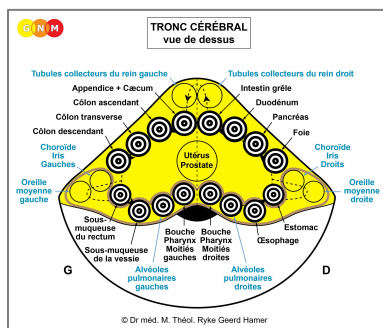 G N M
TRONC CÉRÉBRAL
vue de dessus
Tubules collecteurs du rein gauche
Tubules collecteurs du rein droit
Appendice + Cæcum
Intestin grêle
Côlon ascendant
Duodénum
Côlon transverse
Pancréas
Côlon descendant
Foie
Choroïde
Iris
Gauches
Utérus
Prostate
Choroïde
Iris
Droits
Oreille
moyenne
gauche
Oreille
moyenne
droite
Sous-
muqueuse
du rectum
Sous-muqueuse
de la vessie
Bouche
Pharynx
Moitiés
gauches
Bouche
Pharynx
Moitiés
droites
Estomac
Œsophage
Alvéoles
pulmonaires
gauches
Alvéoles
pulmonaires
droites
G
D
© Dr méd. M. Théol. Ryke Geerd Hamer